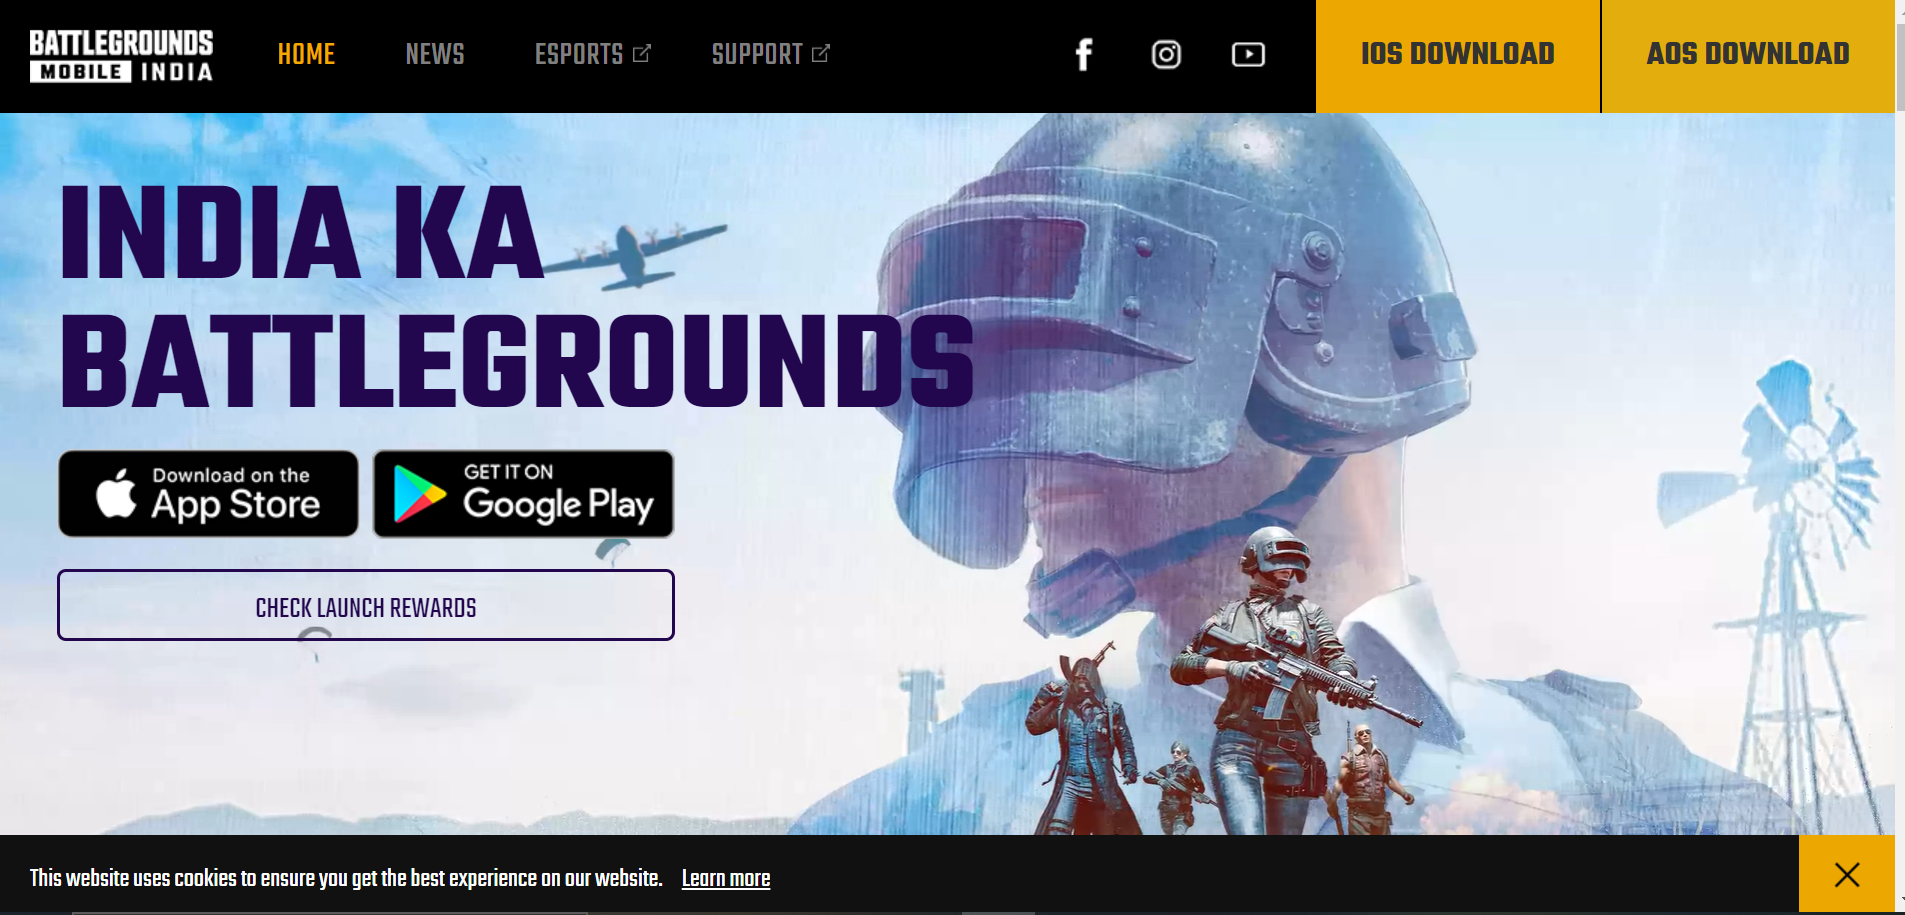 BATTLEGROUNDS
MOBILE INDIA
HOME
NEWS
ESPORTS
SUPPORT
IOS DOWNLOAD
AOS DOWNLOAD
INDIA KA
BATTLEGROUNDS
Download on the
App Store
GET IT ON
Google Play
CHECK LAUNCH REWARDS
This website uses cookies to ensure you get the best experience on our website. Learn more